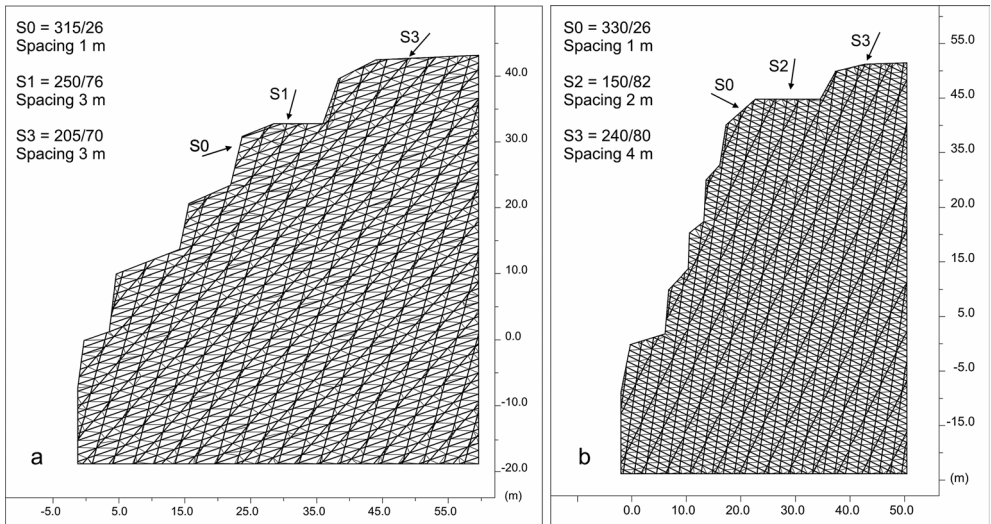 S0 = 315/26
Spacing 1 m
S1 = 250/76
Spacing 3 m
S3 = 205/70
Spacing 3 m
S3
S1
S0
40.0
30.0
20.0
10.0
0.0
-10.0
-20.0
(m)
a
-5.0 5.0 15.0 25.0 35.0 45.0 55.0
S0 = 330/26
Spacing 1 m
S2 = 150/82
Spacing 2 m
S3 = 240/80
Spacing 4 m
S3
S2
S0
55.0
45.0
35.0
20.0
15.0
5.0
-5.0
-15.0
(m)
b
0.0 10.0 20.0 30.0 40.0 50.0